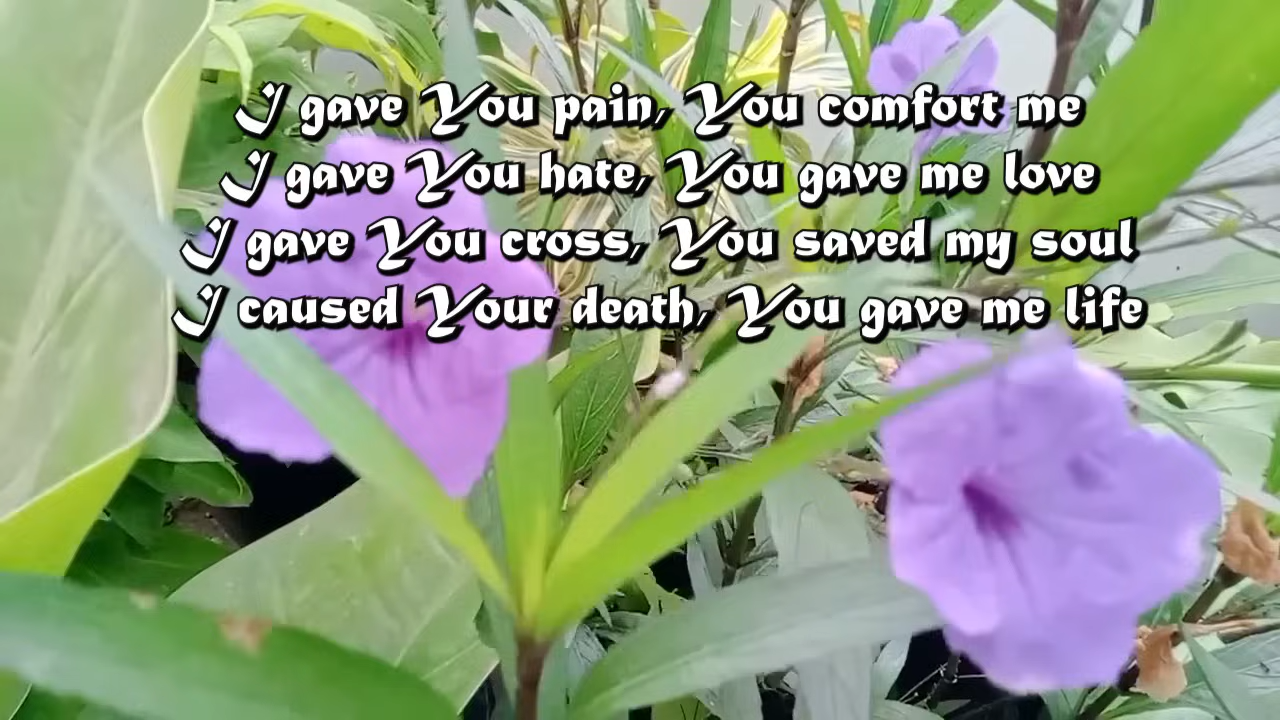 I gave You pain, You comfort me
I gave You hate, You gave me love
I gave You cross, You saved my soul
I caused Your death, You gave me life